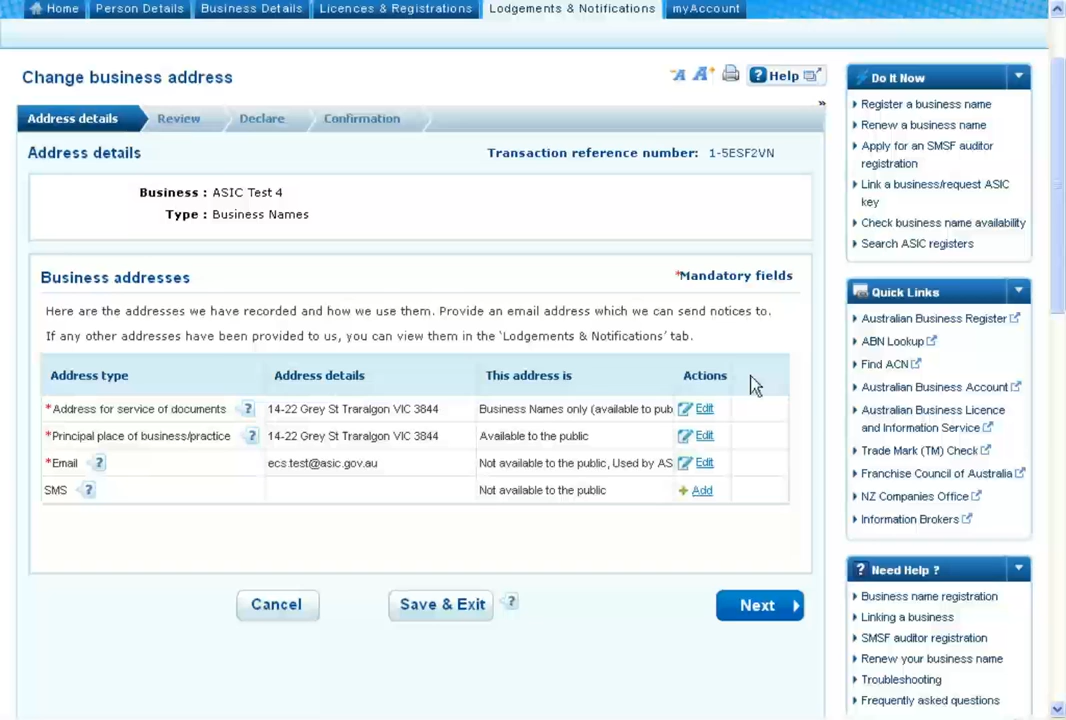 Home Person Details Business Details Licences & Registrations Lodgements & Notifications myAccount
Change business address
-A A+ ? Help
»
Address details Review Declare Confirmation
Address details
Transaction reference number: 1-5ESF2VN
Business : ASIC Test 4
Type : Business Names
Business addresses
*Mandatory fields
Here are the addresses we have recorded and how we use them. Provide an email address which we can send notices to.
If any other addresses have been provided to us, you can view them in the 'Lodgements & Notifications' tab.
Address type Address details This address is Actions
*Address for service of documents ? 14-22 Grey St Traralgon VIC 3844 Business Names only (available to pub Edit
*Principal place of business/practice ? 14-22 Grey St Traralgon VIC 3844 Available to the public Edit
*Email ? ecs.test@asic.gov.au Not available to the public, Used by AS Edit
SMS ? Not available to the public + Add
Cancel Save & Exit ? Next
Do It Now
Register a business name
Renew a business name
Apply for an SMSF auditor
registration
Link a business/request ASIC
key
Check business name availability
Search ASIC registers
Quick Links
Australian Business Register
ABN Lookup
Find ACN
Australian Business Account
Australian Business Licence
and Information Service
Trade Mark (TM) Check
Franchise Council of Australia
NZ Companies Office
Information Brokers
? Need Help ?
Business name registration
Linking a business
SMSF auditor registration
Renew your business name
Troubleshooting
Frequently asked questions